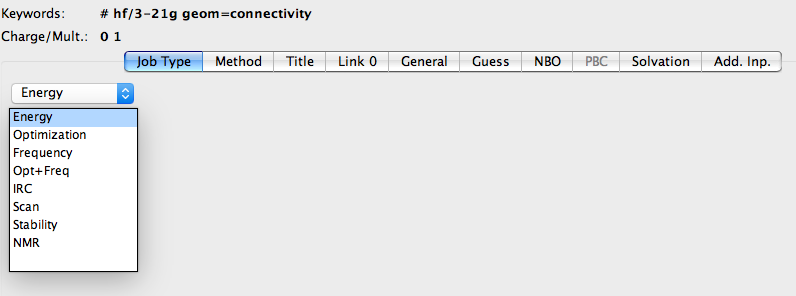 Keywords: # hf/3-21g geom=connectivity
Charge/Mult.: 0 1
Job Type Method Title Link 0 General Guess NBO PBC Solvation Add. Inp.
Energy
Energy
Optimization
Frequency
Opt+Freq
IRC
Scan
Stability
NMR